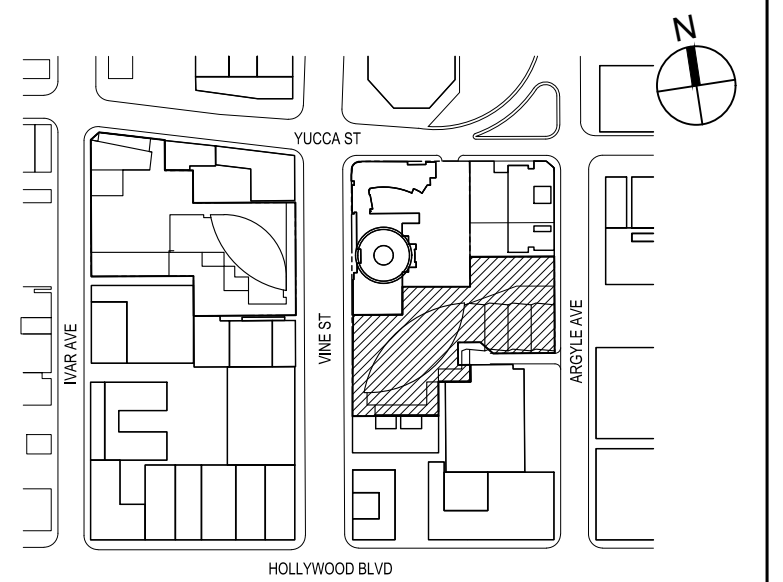 N
YUCCA ST
IVAR AVE
VINE ST
ARGYLE AVE
HOLLYWOOD BLVD